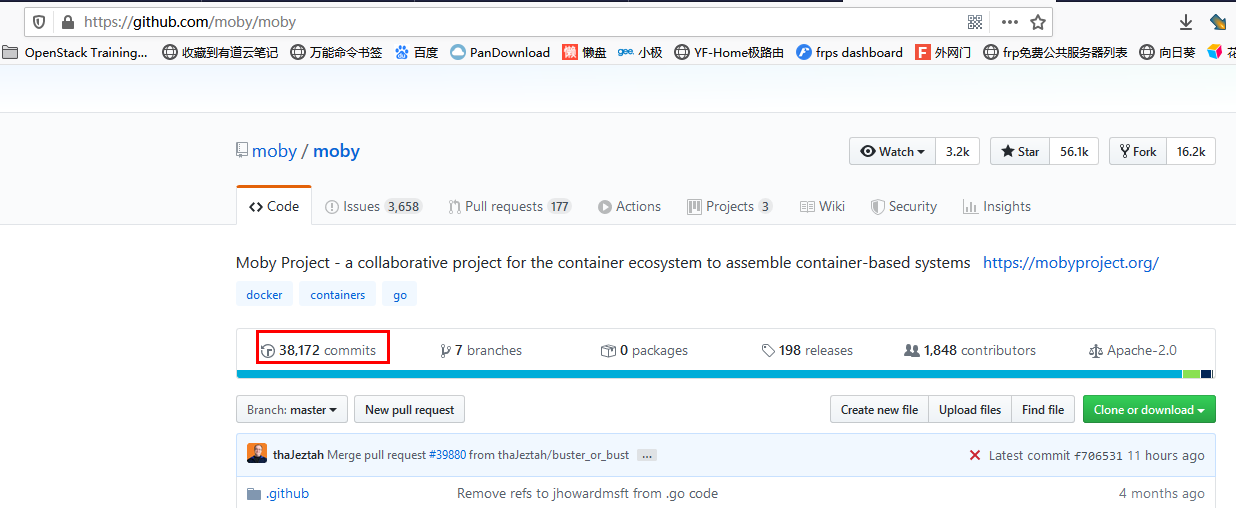 https://github.com/moby/moby
OpenStack Training... 收藏到有道云笔记 万能命令书签 百度 PanDownload 懒 懒盘 gee. 小极 YF-Home极路由 frps dashboard F 外网门 frp免费公共服务器列表 向日葵
moby / moby Watch 3.2k Star 56.1k Fork 16.2k
Code Issues 3,658 Pull requests 177 Actions Projects 3 Wiki Security Insights
Moby Project - a collaborative project for the container ecosystem to assemble container-based systems https://mobyproject.org/
docker containers go
38,172 commits 7 branches 0 packages 198 releases 1,848 contributors Apache-2.0
Branch: master New pull request Create new file Upload files Find file Clone or download
thaJeztah Merge pull request #39880 from thaJeztah/buster_or_bust ... Latest commit f706531 11 hours ago
.github Remove refs to jhowardmsft from .go code 4 months ago